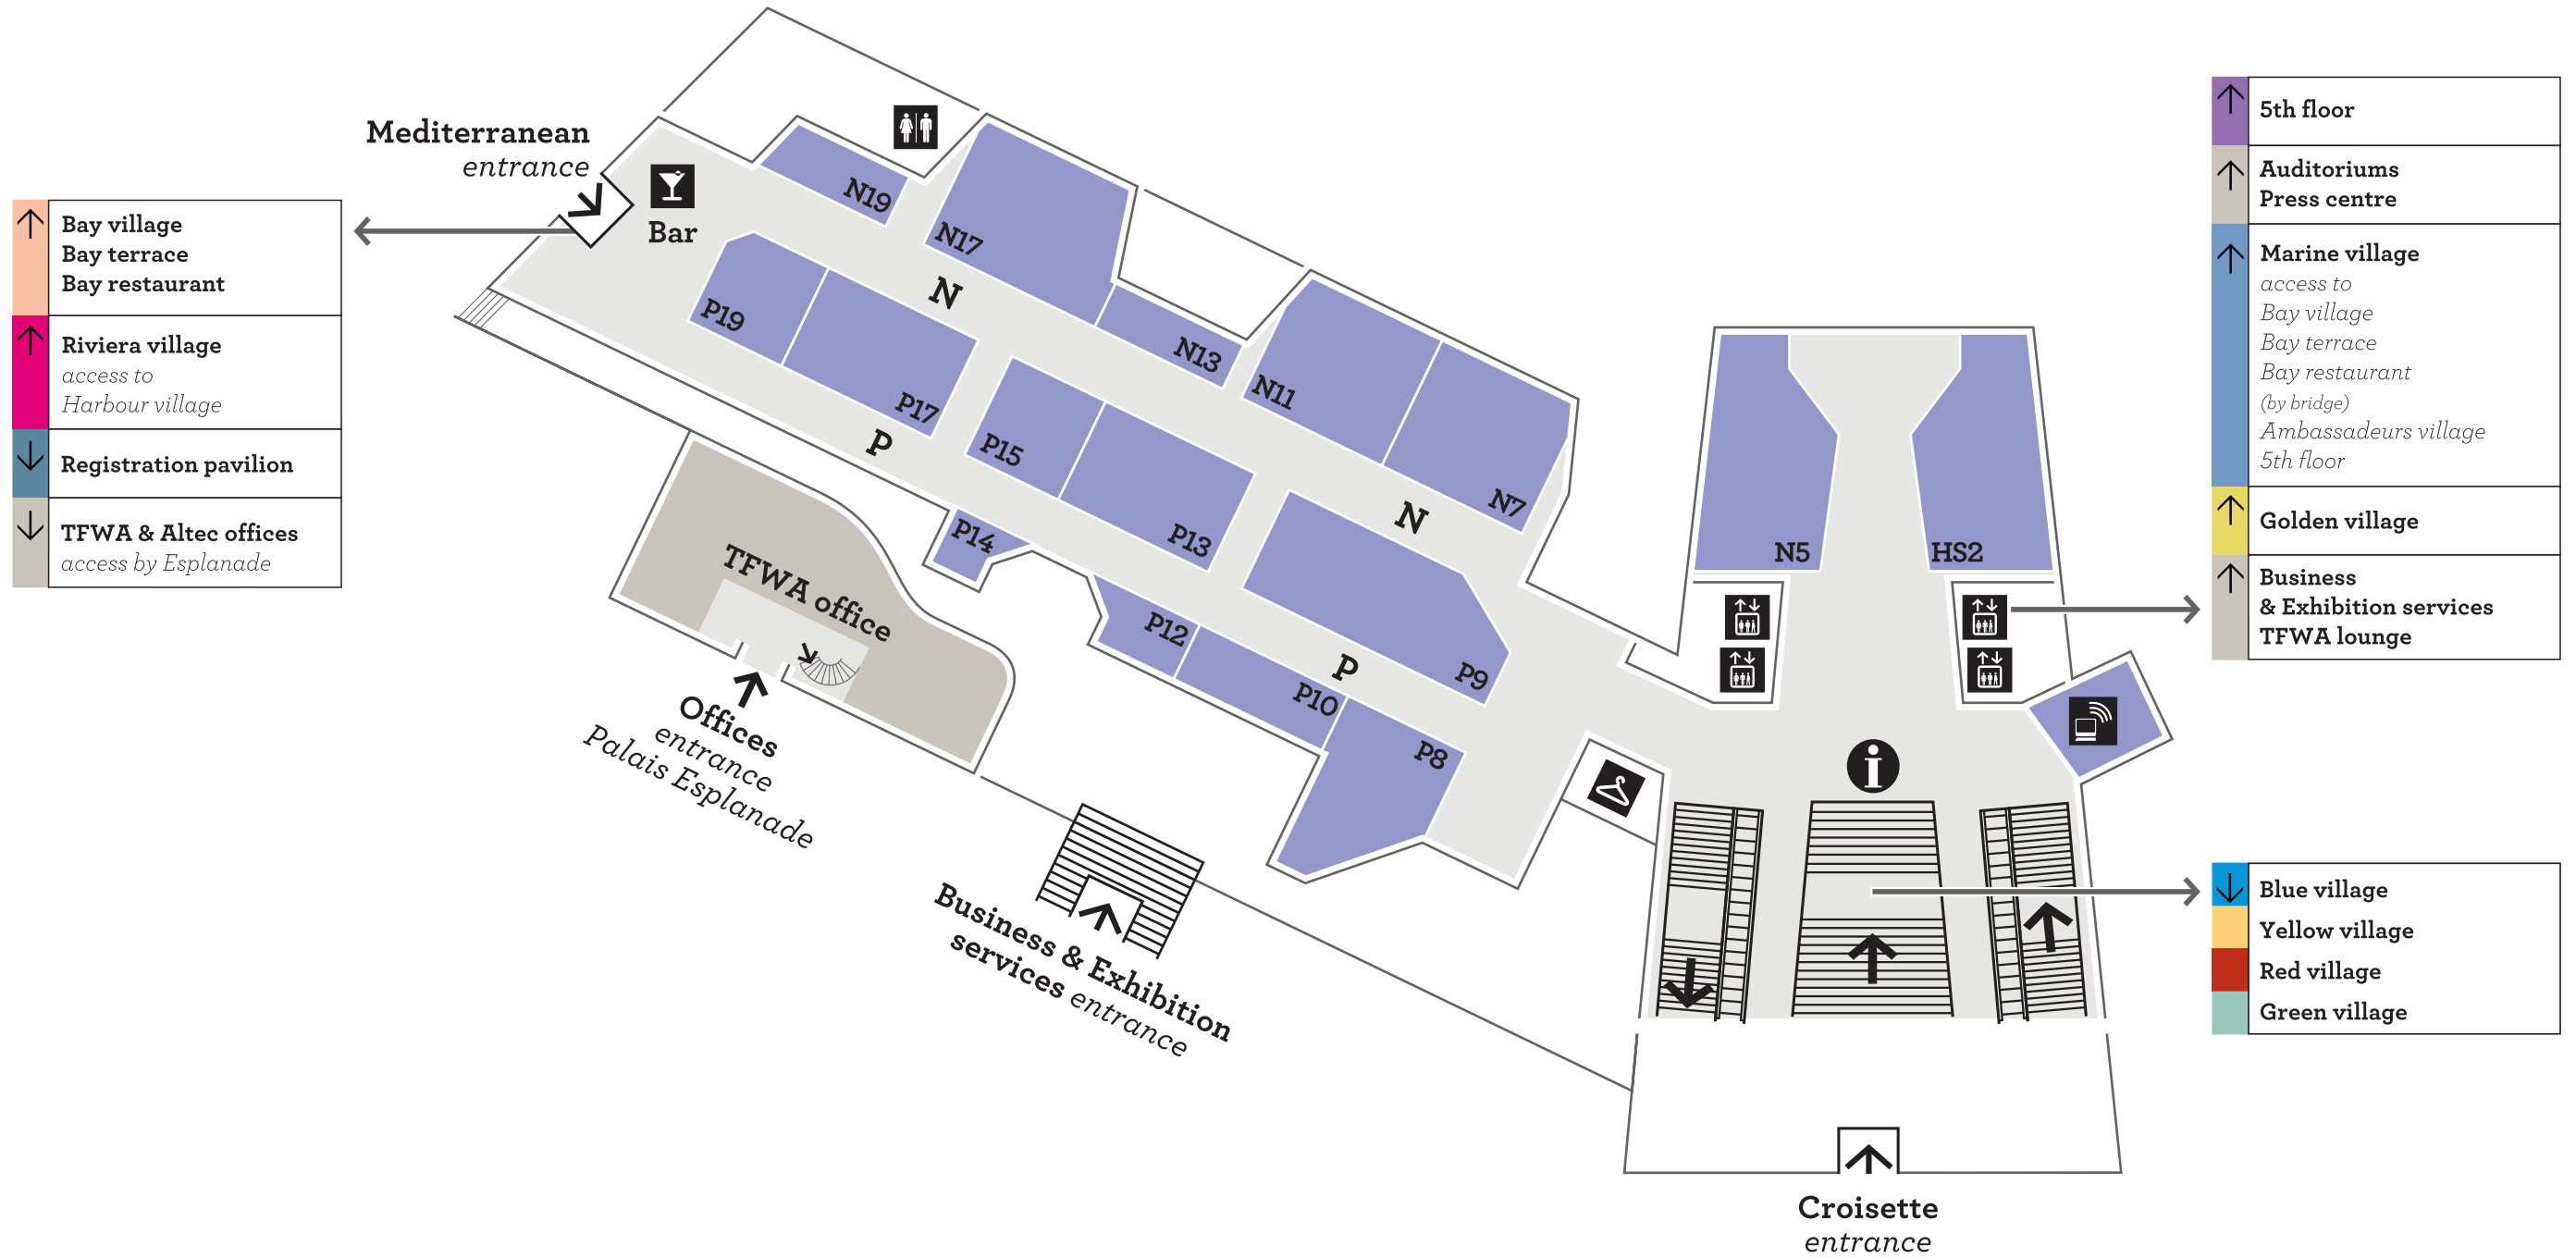 Mediterranean
entrance
Bar
Bay village
Bay terrace
Bay restaurant
Riviera village
access to
Harbour village
Registration pavilion
TFWA & Altec offices
access by Esplanade
N19
N17
N
N13
N11
N7
N
P19
P17
P
P15
P13
P14
P12
P10
P
P9
P8
N5
HS2
TFWA office
Offices
entrance
Palais Esplanade
Business & Exhibition
services entrance
i
Croisette
entrance
5th floor
Auditoriums
Press centre
Marine village
access to
Bay village
Bay terrace
Bay restaurant
(by bridge)
Ambassadeurs village
5th floor
Golden village
Business
& Exhibition services
TFWA lounge
Blue village
Yellow village
Red village
Green village